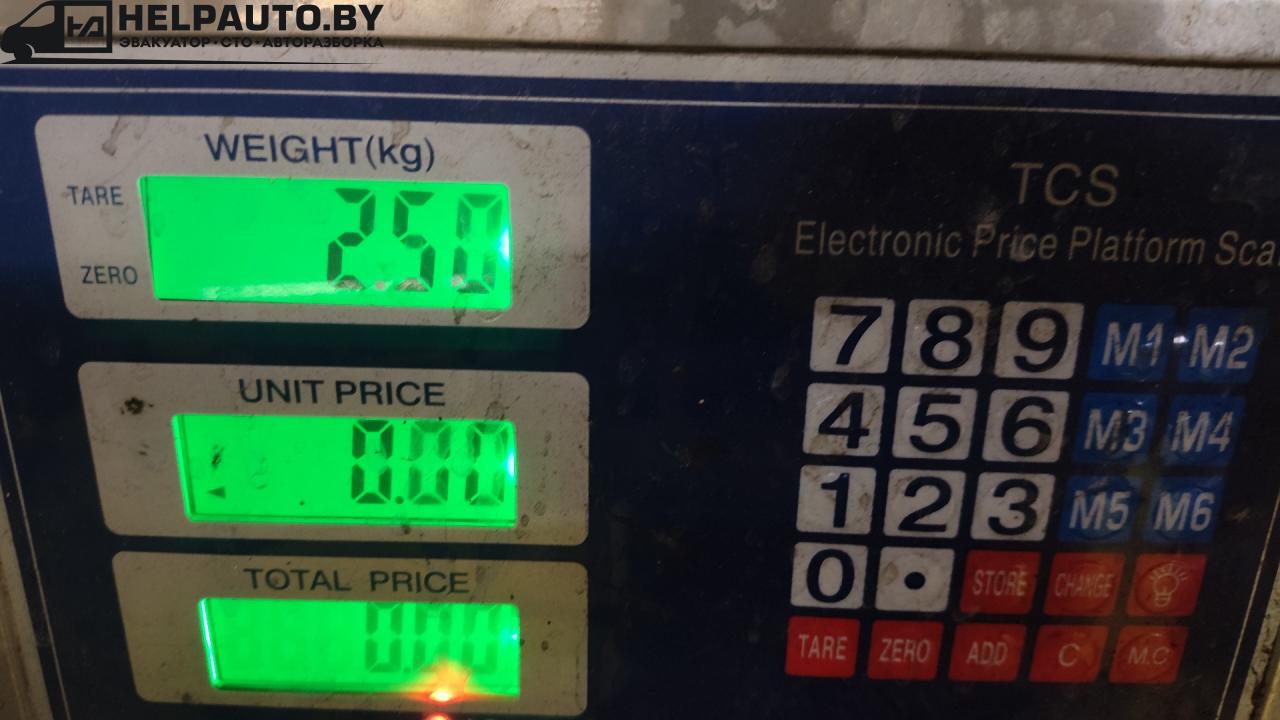 HELPAUTO.BY
ЭВАКУАТОР · СТО · АВТОРАЗБОРКА
WEIGHT(kg)
TARE
25.0
ZERO
UNIT PRICE
0.00
TOTAL PRICE
0.00
TCS
Electronic Price Platform Sca
7 8 9 M1 M2
4 5 6 M3 M4
1 2 3 M5 M6
0 • STORE CHANGE
TARE ZERO ADD C M.C